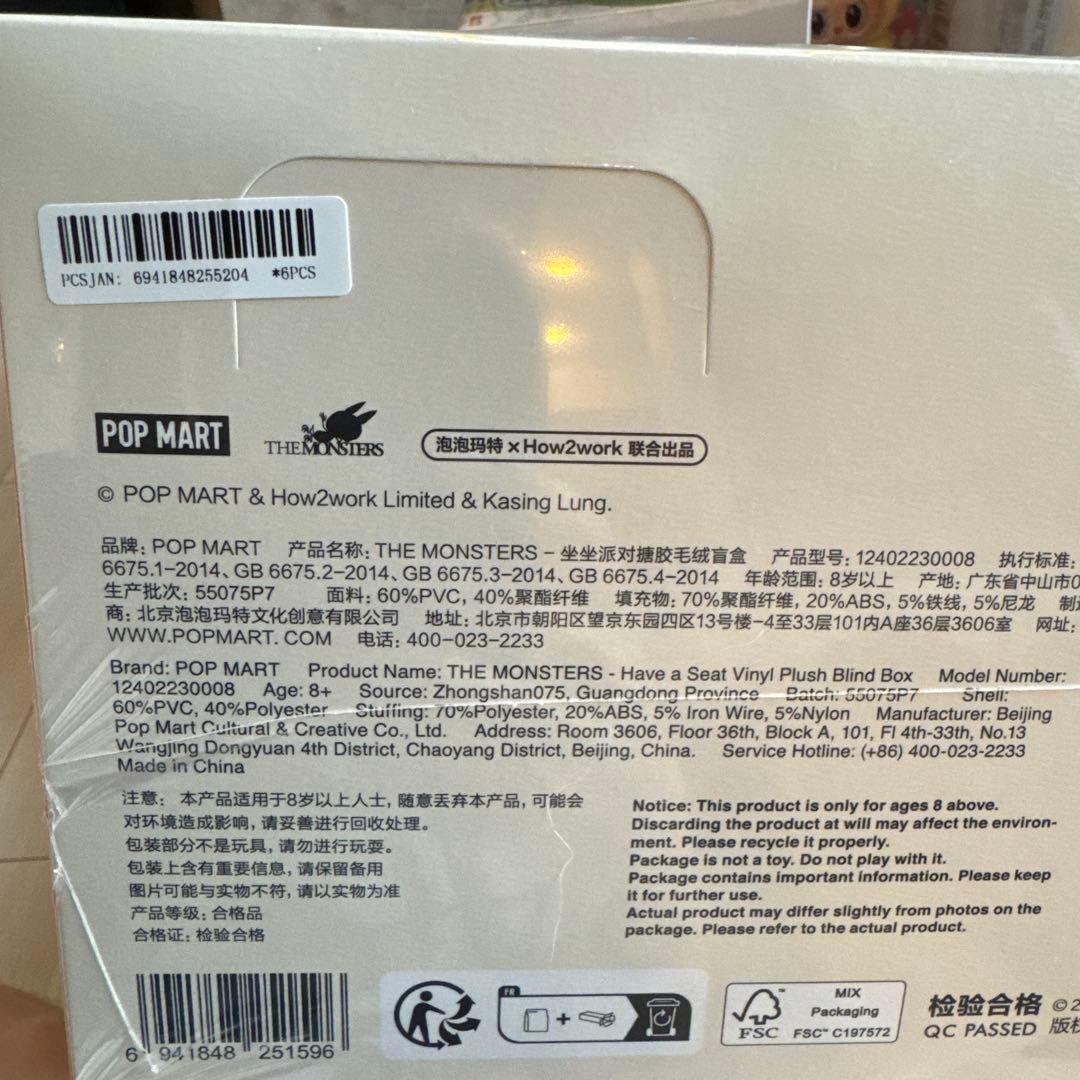 PCSJAN: 6941848255204 *6PCS
POP MART THE MONSTERS 泡泡玛特×How2work 联合出品
© POP MART & How2work Limited & Kasing Lung.
品牌: POP MART 产品名称: THE MONSTERS – 坐坐派对搪胶毛绒盲盒 产品型号: 12402230008 执行标准:
6675.1–2014、GB 6675.2–2014、GB 6675.3–2014、GB 6675.4–2014 年龄范围: 8岁以上 产地: 广东省中山市0
生产批次: 55075P7 面料: 60%PVC, 40%聚酯纤维 填充物: 70%聚酯纤维, 20%ABS, 5%铁线, 5%尼龙 制造
商: 北京泡泡玛特文化创意有限公司 地址: 北京市朝阳区望京东园四区13号楼–4至33层101内A座36层3606室 网址:
WWW.POPMART.COM 电话: 400-023-2233
Brand: POP MART Product Name: THE MONSTERS - Have a Seat Vinyl Plush Blind Box Model Number:
12402230008 Age: 8+ Source: Zhongshan075, Guangdong Province Batch: 55075P7 Shell:
60%PVC, 40%Polyester Stuffing: 70%Polyester, 20%ABS, 5% Iron Wire, 5%Nylon Manufacturer: Beijing
Pop Mart Cultural & Creative Co., Ltd. Address: Room 3606, Floor 36th, Block A, 101, Fl 4th-33th, No.13
Wangjing Dongyuan 4th District, Chaoyang District, Beijing, China. Service Hotline: (+86) 400-023-2233
Made in China
注意: 本产品适用于8岁以上人士, 随意丢弃本产品, 可能会
对环境造成影响, 请妥善进行回收处理。
包装部分不是玩具, 请勿进行玩耍。
包装上含有重要信息, 请保留备用
图片可能与实物不符, 请以实物为准
产品等级: 合格品
合格证: 检验合格
Notice: This product is only for ages 8 above.
Discarding the product at will may affect the environ-
ment. Please recycle it properly.
Package is not a toy. Do not play with it.
Package contains important information. Please keep
it for further use.
Actual product may differ slightly from photos on the
package. Please refer to the actual product.
6 941848 251596
FR
FSC
MIX
Packaging
FSC™ C197572
检验合格
QC PASSED
©2
版权